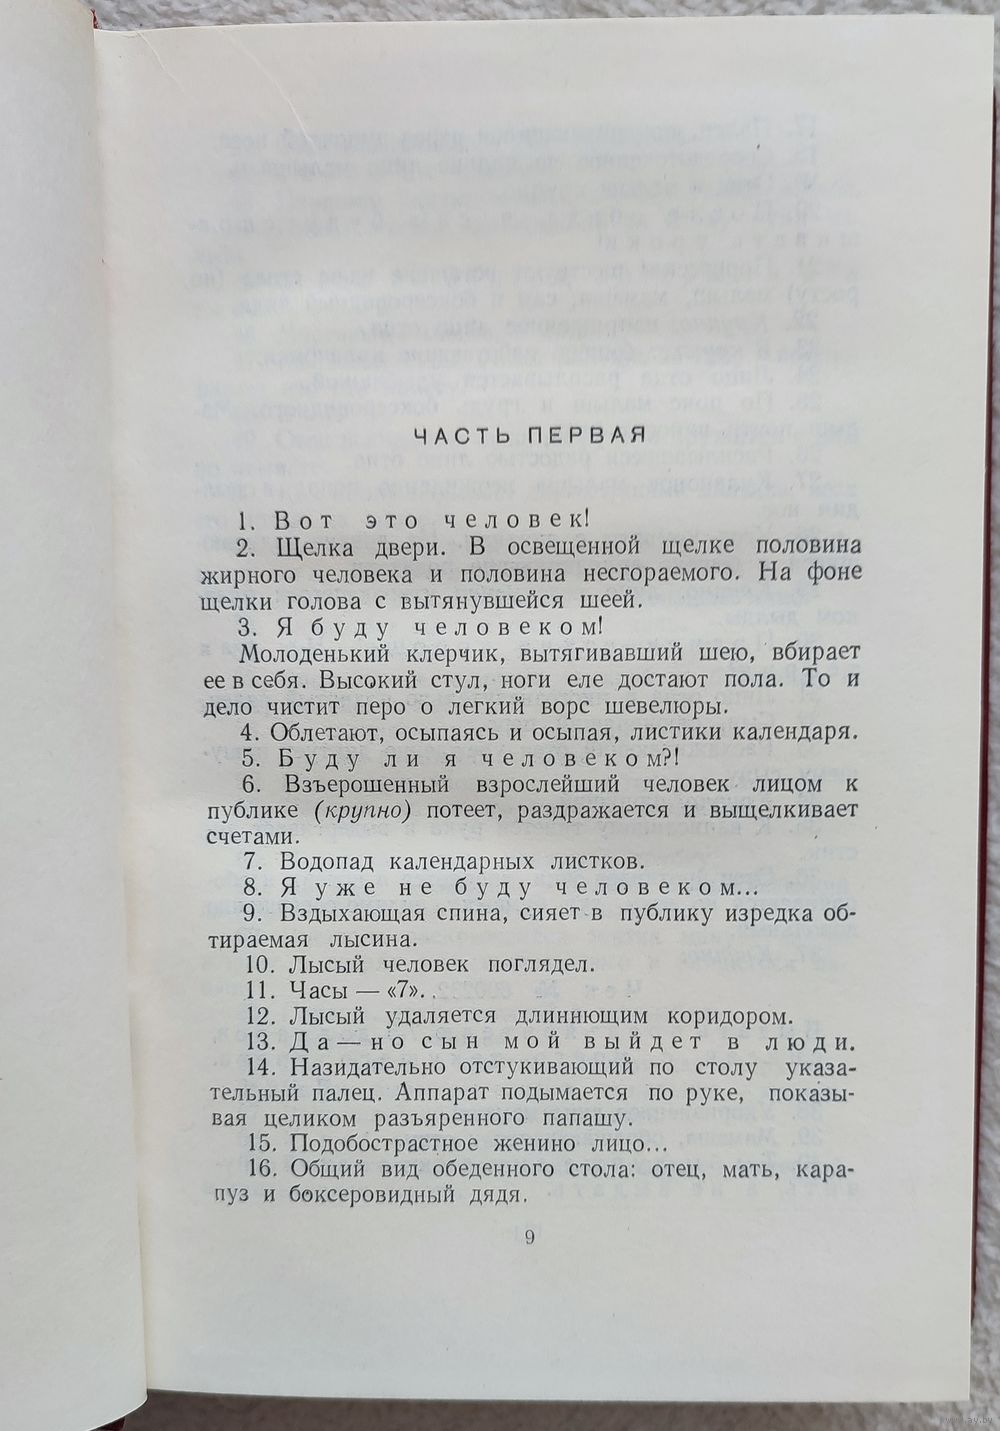 ЧАСТЬ ПЕРВАЯ
1. Вот это человек!
2. Щелка двери. В освещенной щелке половина
жирного человека и половина несгораемого. На фоне
щелки голова с вытянувшейся шеей.
3. Я буду человеком!
Молоденький клерчик, вытягивавший шею, вбирает
ее в себя. Высокий стул, ноги еле достают пола. То и
дело чистит перо о легкий ворс шевелюры.
4. Облетают, осыпаясь и осыпая, листики календаря.
5. Буду ли я человеком?!
6. Взъерошенный взрослейший человек лицом к
публике (крупно) потеет, раздражается и выщелкивает
счетами.
7. Водопад календарных листков.
8. Я уже не буду человеком...
9. Вздыхающая спина, сияет в публику изредка об-
тираемая лысина.
10. Лысый человек поглядел.
11. Часы — «7».
12. Лысый удаляется длиннющим коридором.
13. Да — но сын мой выйдет в люди.
14. Назидательно отстукивающий по столу указа-
тельный палец. Аппарат подымается по руке, показы-
вая целиком разъяренного папашу.
15. Подобострастное женино лицо...
16. Общий вид обеденного стола: отец, мать, кара-
пуз и боксеровидный дядя.
9
www.ay.by